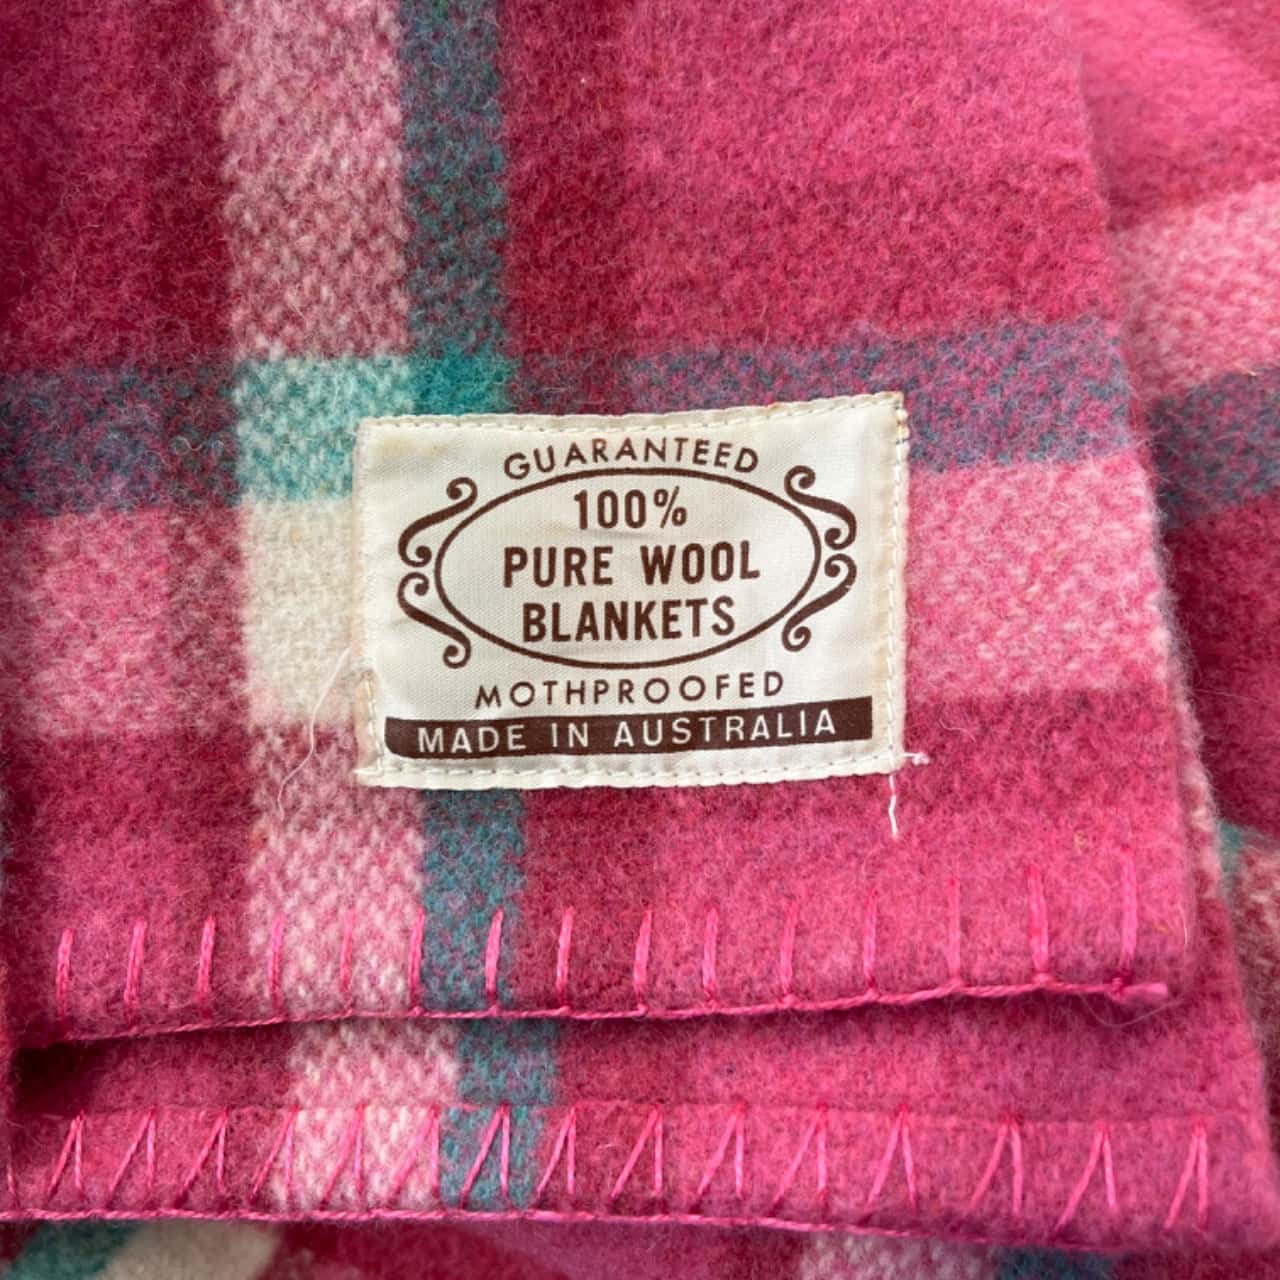 GUARANTEED
100%
PURE WOOL
BLANKETS
MOTHPROOFED
MADE IN AUSTRALIA